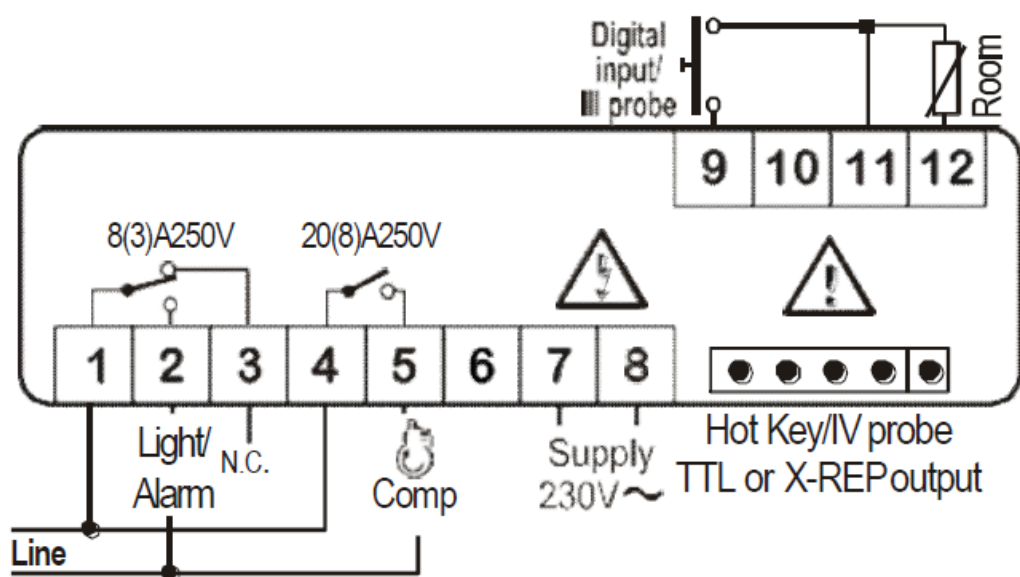 Digital
input/
III probe
Room
9 10 11 12
8(3)A250V
20(8)A250V
1 2 3 4 5 6 7 8
Light/
Alarm
N.C.
Comp
Supply
230V~
Hot Key/IV probe
TTL or X-REP output
Line